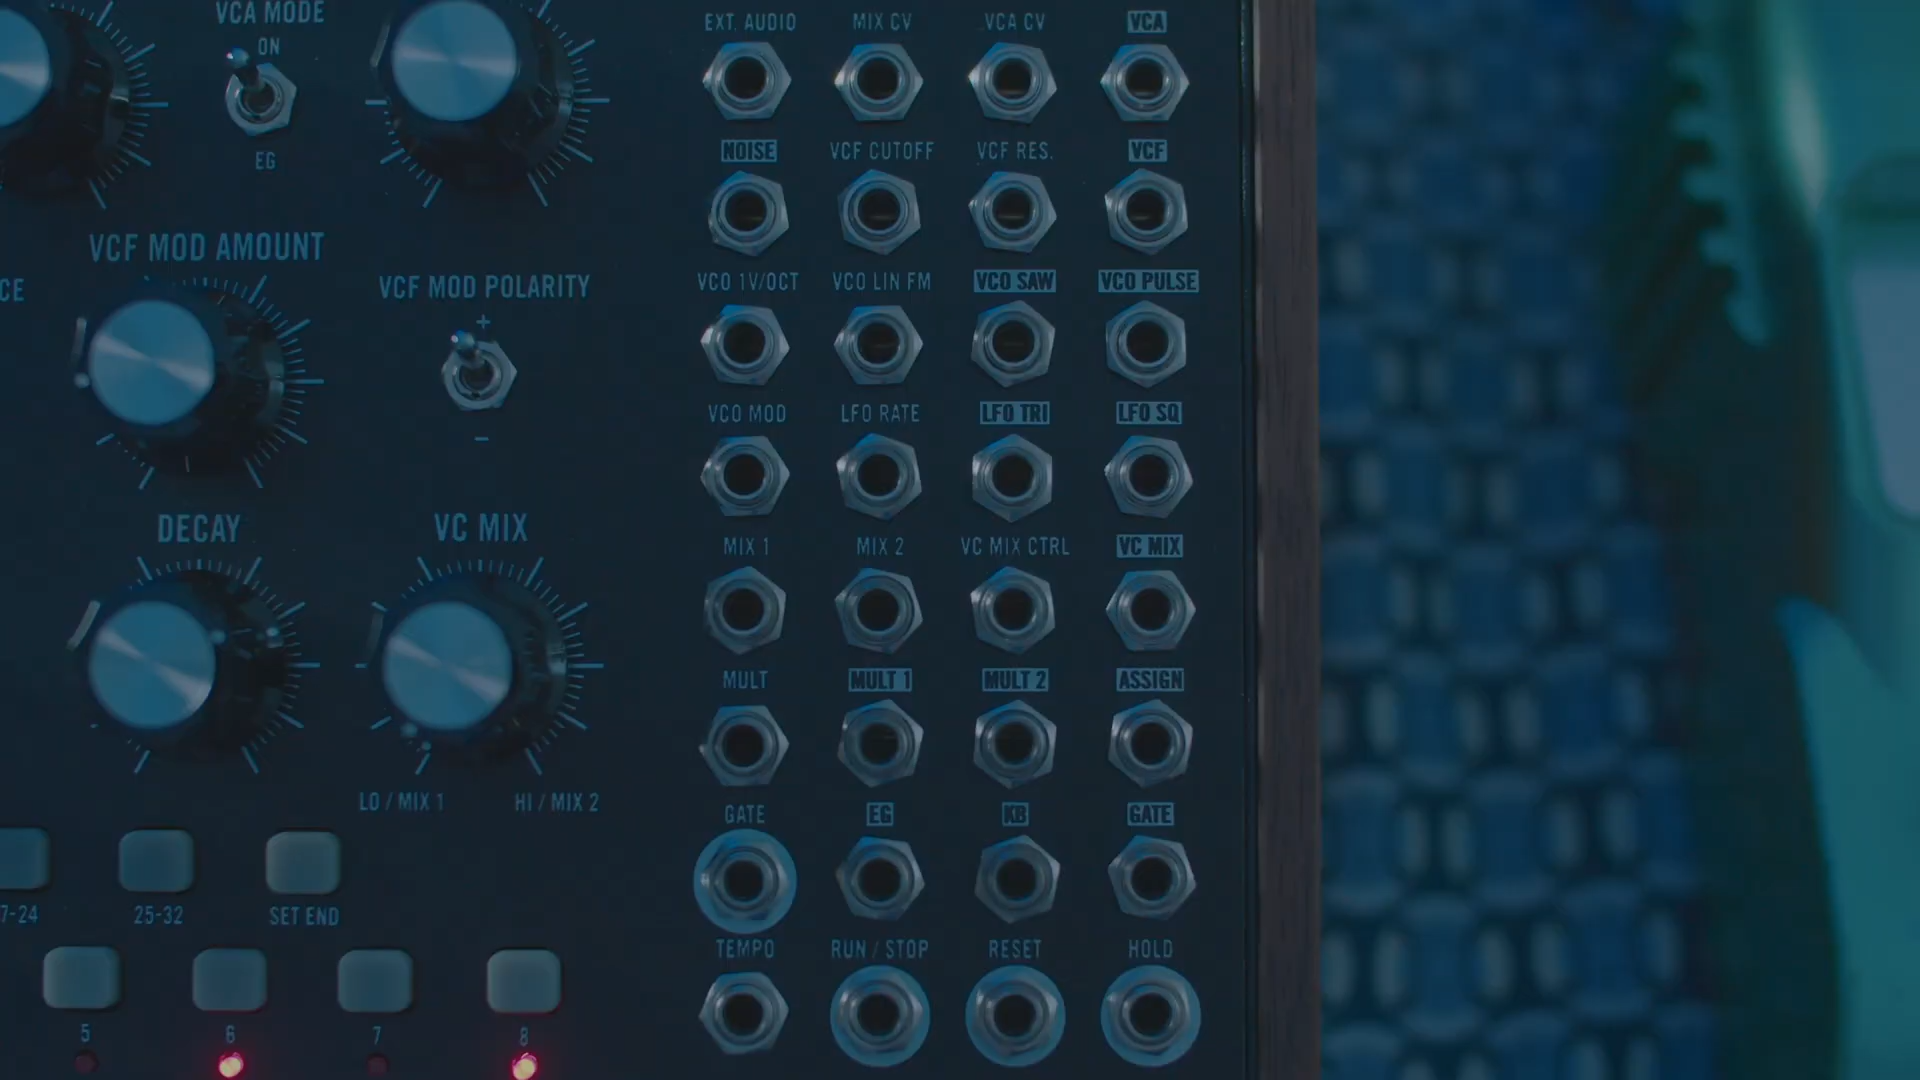 VCA MODE
ON
EG
VCF MOD AMOUNT
CE
VCF MOD POLARITY
+
−
DECAY
VC MIX
LO / MIX 1
HI / MIX 2
7-24
25-32
SET END
5
6
7
8
EXT. AUDIO
MIX CV
VCA CV
VCA
NOISE
VCF CUTOFF
VCF RES.
VCF
VCO 1V/OCT
VCO LIN FM
VCO SAW
VCO PULSE
VCO MOD
LFO RATE
LFO TRI
LFO SQ
MIX 1
MIX 2
VC MIX CTRL
VC MIX
MULT
MULT 1
MULT 2
ASSIGN
GATE
EG
KB
GATE
TEMPO
RUN / STOP
RESET
HOLD